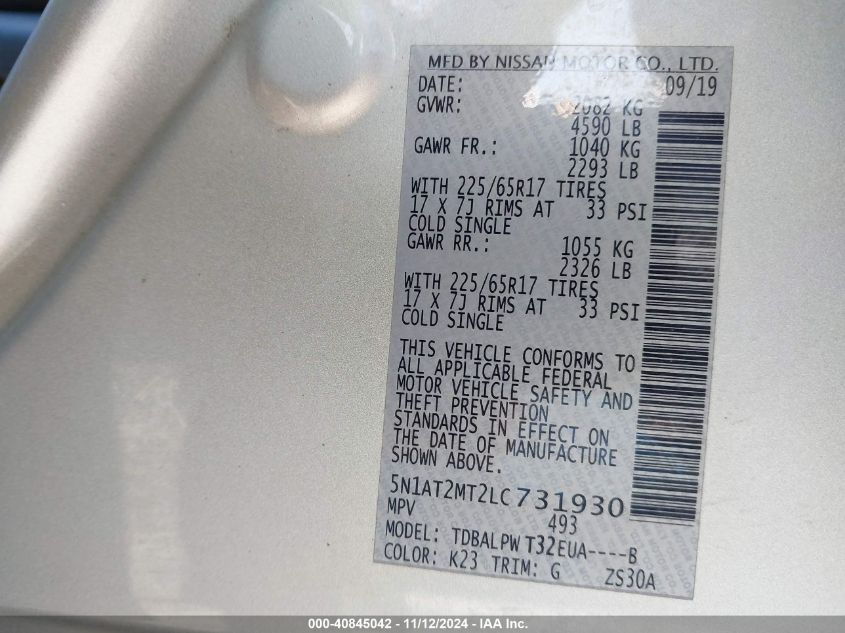 MFD BY NISSAN MOTOR CO., LTD.
DATE: 09/19
GVWR: 2082 KG
4590 LB
GAWR FR.: 1040 KG
2293 LB
WITH 225/65R17 TIRES
17 X 7J RIMS AT 33 PSI
COLD SINGLE
GAWR RR.: 1055 KG
2326 LB
WITH 225/65R17 TIRES
17 X 7J RIMS AT 33 PSI
COLD SINGLE
THIS VEHICLE CONFORMS TO
ALL APPLICABLE FEDERAL
MOTOR VEHICLE SAFETY AND
THEFT PREVENTION
STANDARDS IN EFFECT ON
THE DATE OF MANUFACTURE
SHOWN ABOVE.
5N1AT2MT2LC731930
MPV 493
MODEL: TDBALPW T32EUA----B
COLOR: K23 TRIM: G ZS30A
000-40845042 - 11/12/2024 - IAA Inc.